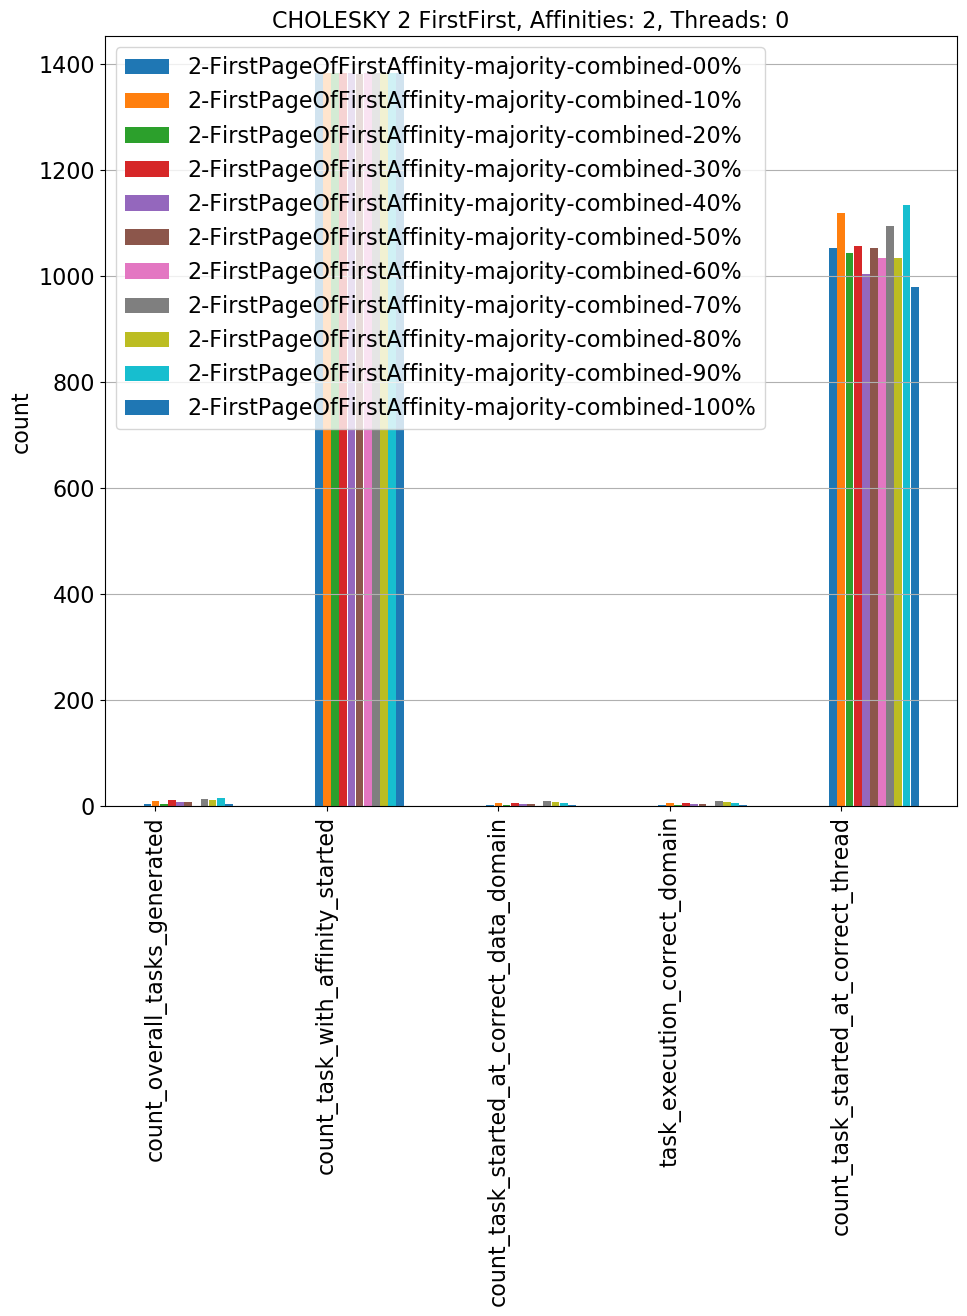 CHOLESKY 2 FirstFirst, Affinities: 2, Threads: 0
2-FirstPageOfFirstAffinity-majority-combined-00%
2-FirstPageOfFirstAffinity-majority-combined-10%
2-FirstPageOfFirstAffinity-majority-combined-20%
2-FirstPageOfFirstAffinity-majority-combined-30%
2-FirstPageOfFirstAffinity-majority-combined-40%
2-FirstPageOfFirstAffinity-majority-combined-50%
2-FirstPageOfFirstAffinity-majority-combined-60%
2-FirstPageOfFirstAffinity-majority-combined-70%
2-FirstPageOfFirstAffinity-majority-combined-80%
2-FirstPageOfFirstAffinity-majority-combined-90%
2-FirstPageOfFirstAffinity-majority-combined-100%
count
1400
1200
1000
800
600
400
200
0
count_overall_tasks_generated
count_task_with_affinity_started
count_task_started_at_correct_data_domain
task_execution_correct_domain
count_task_started_at_correct_thread